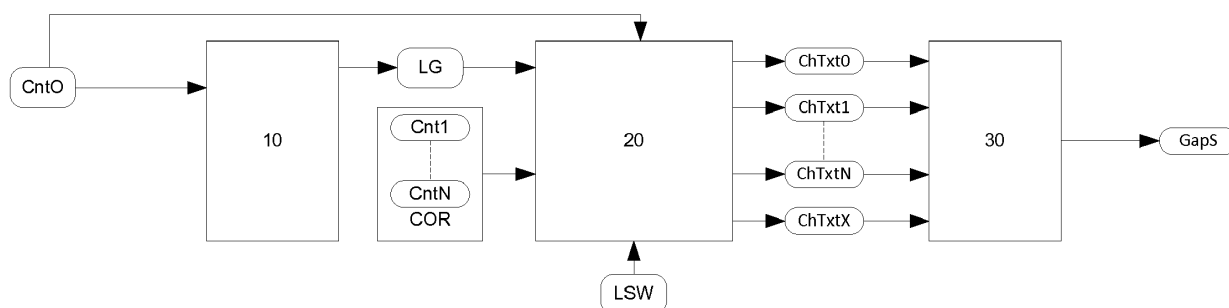 CntO
10
LG
Cnt1
CntN
COR
20
LSW
ChTxt0
ChTxt1
ChTxtN
ChTxtX
30
GapS